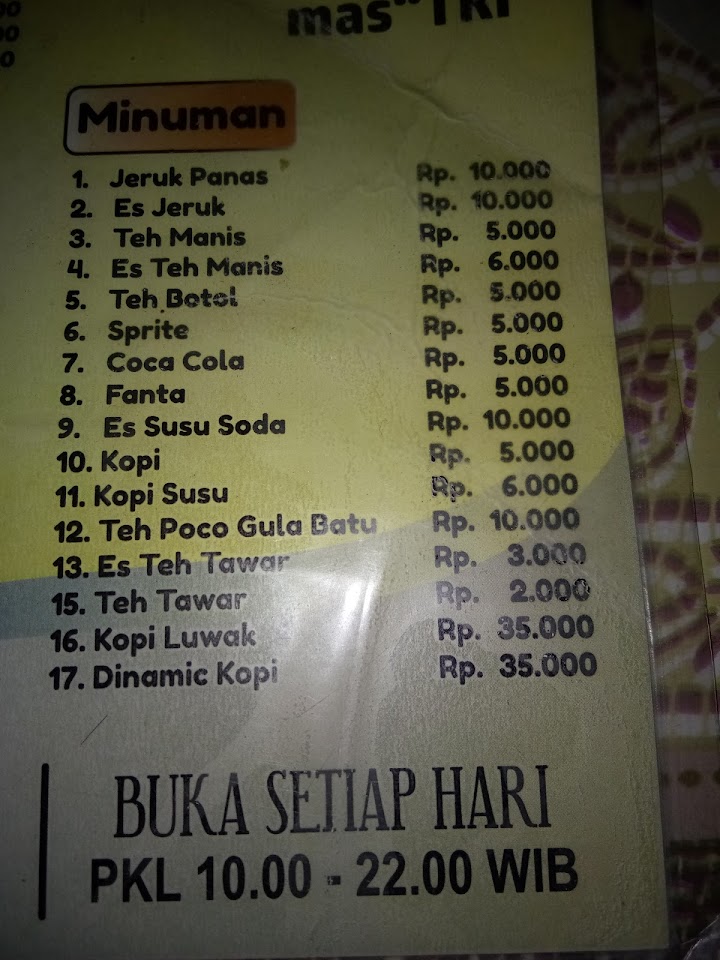 mas" TRI
Minuman
1. Jeruk Panas Rp. 10.000
2. Es Jeruk Rp. 10.000
3. Teh Manis Rp. 5.000
4. Es Teh Manis Rp. 6.000
5. Teh Botol Rp. 5.000
6. Sprite Rp. 5.000
7. Coca Cola Rp. 5.000
8. Fanta Rp. 5.000
9. Es Susu Soda Rp. 10.000
10. Kopi Rp. 5.000
11. Kopi Susu Rp. 6.000
12. Teh Poco Gula Batu Rp. 10.000
13. Es Teh Tawar Rp. 3.000
15. Teh Tawar Rp. 2.000
16. Kopi Luwak Rp. 35.000
17. Dinamic Kopi Rp. 35.000
BUKA SETIAP HARI
PKL 10.00 - 22.00 WIB